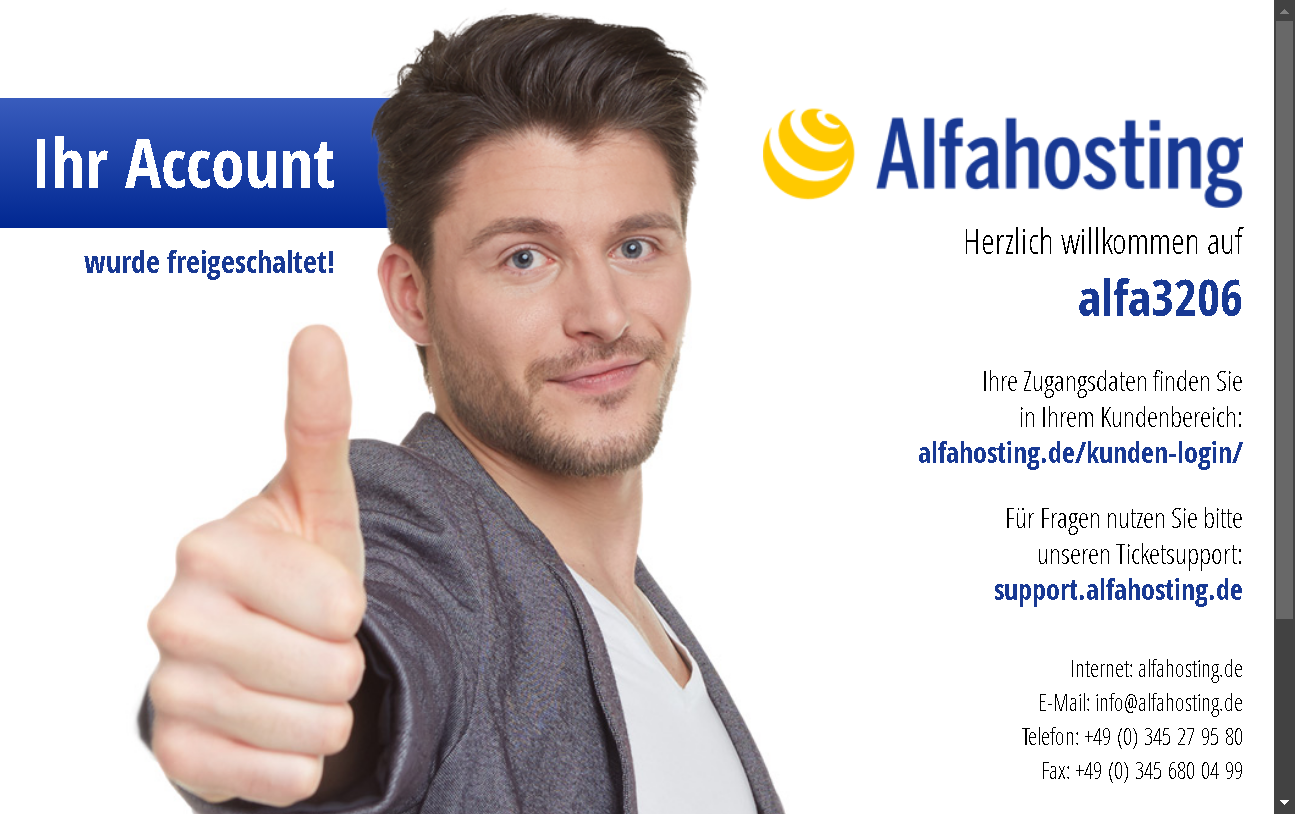 Ihr Account
wurde freigeschaltet!
Alfahosting
Herzlich willkommen auf
alfa3206
Ihre Zugangsdaten finden Sie
in Ihrem Kundenbereich:
alfahosting.de/kunden-login/
Für Fragen nutzen Sie bitte
unseren Ticketsupport:
support.alfahosting.de
Internet: alfahosting.de
E-Mail: info@alfahosting.de
Telefon: +49 (0) 345 27 95 80
Fax: +49 (0) 345 680 04 99